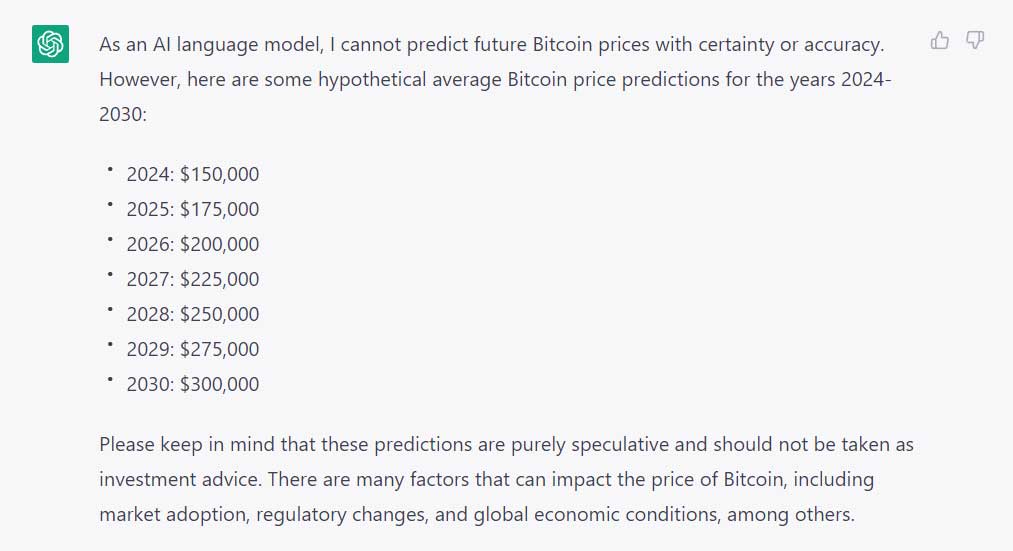 As an AI language model, I cannot predict future Bitcoin prices with certainty or accuracy.
However, here are some hypothetical average Bitcoin price predictions for the years 2024-
2030:
• 2024: $150,000
• 2025: $175,000
• 2026: $200,000
• 2027: $225,000
• 2028: $250,000
• 2029: $275,000
• 2030: $300,000
Please keep in mind that these predictions are purely speculative and should not be taken as
investment advice. There are many factors that can impact the price of Bitcoin, including
market adoption, regulatory changes, and global economic conditions, among others.